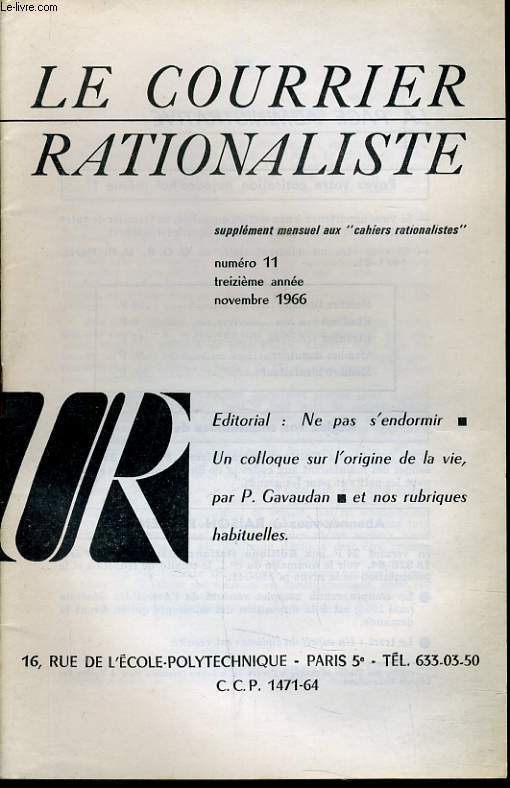 Le-livre.com
LE COURRIER
RATIONALISTE
supplément mensuel aux "cahiers rationalistes"
numéro 11
treizième année
novembre 1966
UR
Editorial : Ne pas s'endormir ■
Un colloque sur l'origine de la vie,
par P. Gavaudan ■ et nos rubriques
habituelles.
16, RUE DE L'ÉCOLE-POLYTECHNIQUE - PARIS 5e - TÉL. 633-03-50
C.C.P. 1471-64